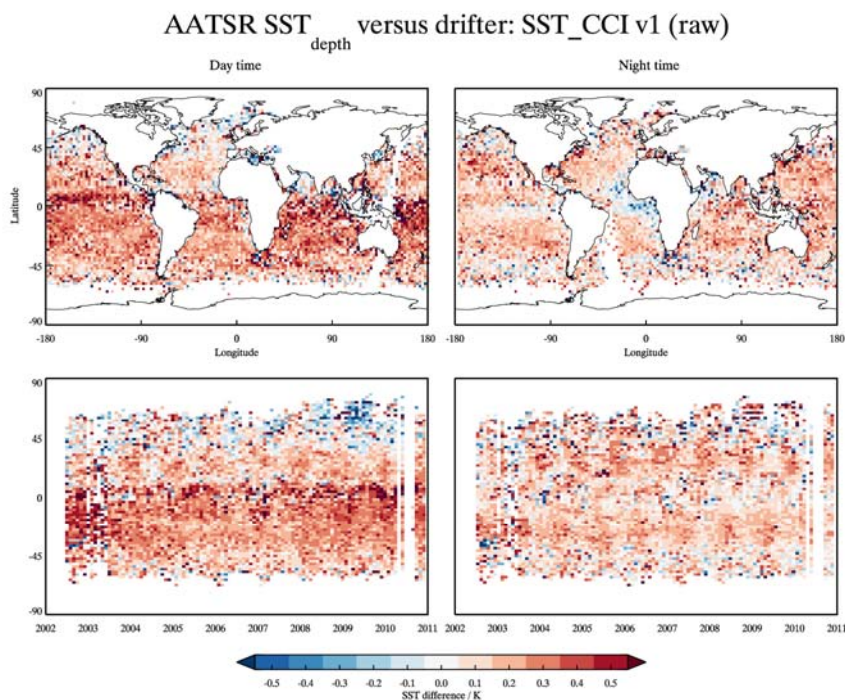 AATSR SST_depth versus drifter: SST_CCI v1 (raw)
Day time
Night time
90
45
0
-45
-90
Latitude
-180 -90 0 90 180
Longitude
-180 -90 0 90 180
Longitude
90
45
0
-45
-90
2002 2003 2004 2005 2006 2007 2008 2009 2010 2011
2002 2003 2004 2005 2006 2007 2008 2009 2010 2011
-0.5 -0.4 -0.3 -0.2 -0.1 0.0 0.1 0.2 0.3 0.4 0.5
SST difference / K